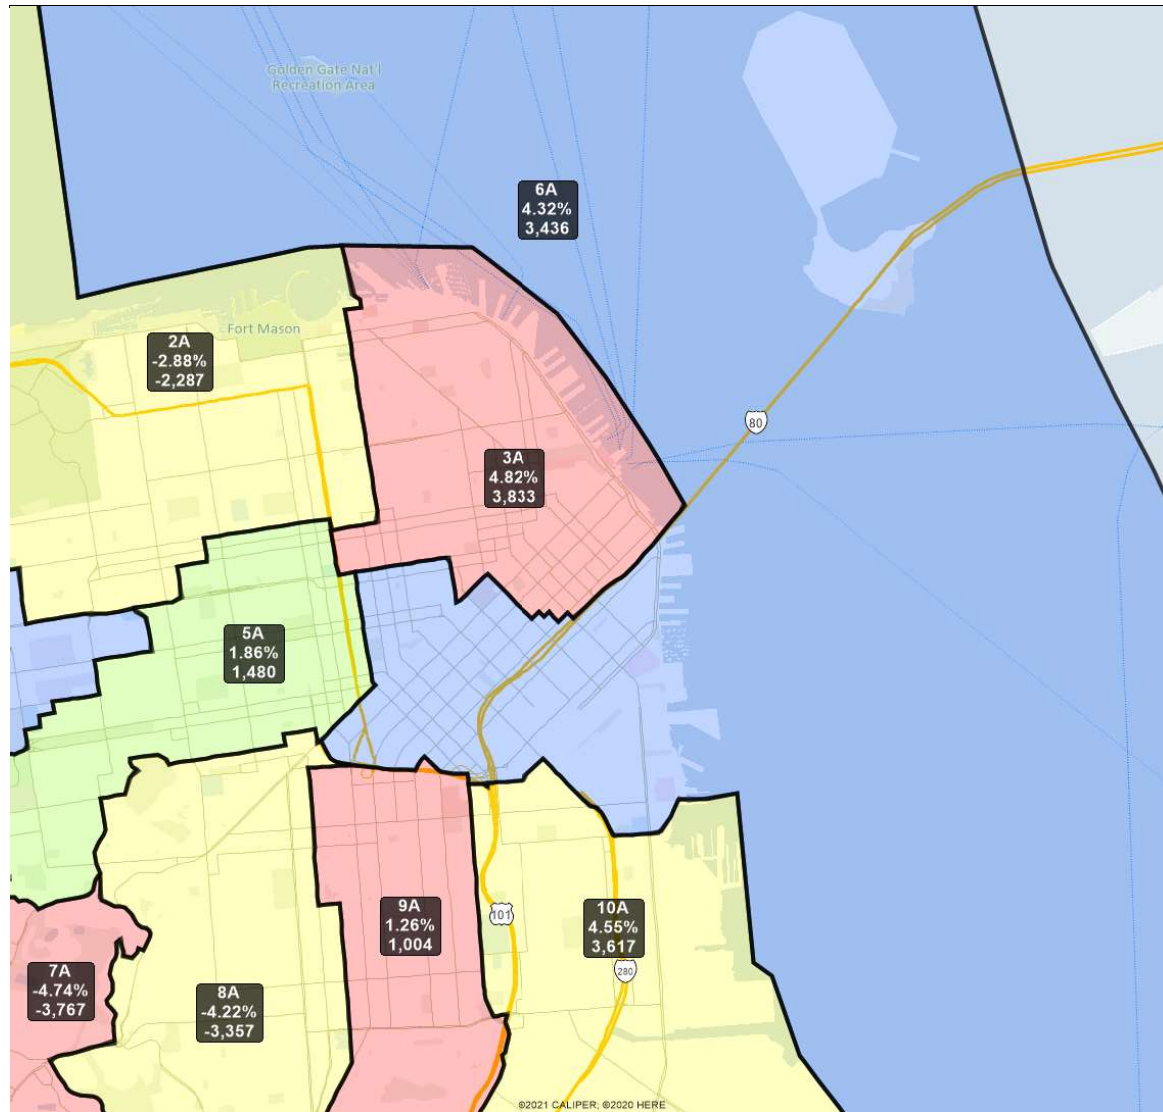 Golden Gate Nat'l
Recreation Area
6A
4.32%
3,436
Fort Mason
2A
-2.88%
-2,287
80
3A
4.82%
3,833
5A
1.86%
1,480
9A
1.26%
1,004
101
10A
4.55%
3,617
280
7A
-4.74%
-3,767
8A
-4.22%
-3,357
©2021 CALIPER; ©2020 HERE